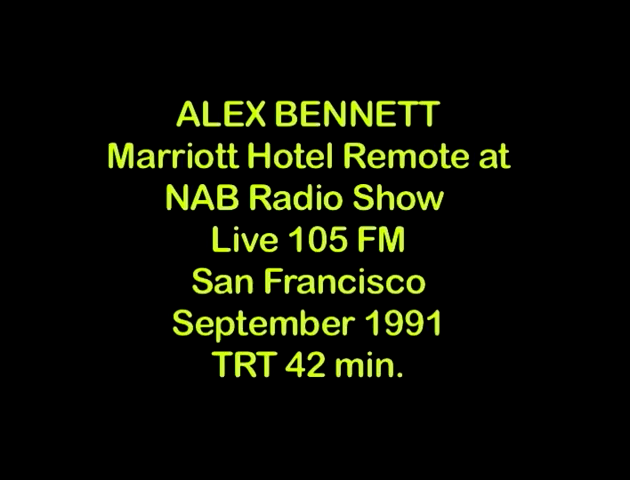 ALEX BENNETT
Marriott Hotel Remote at
NAB Radio Show
Live 105 FM
San Francisco
September 1991
TRT 42 min.